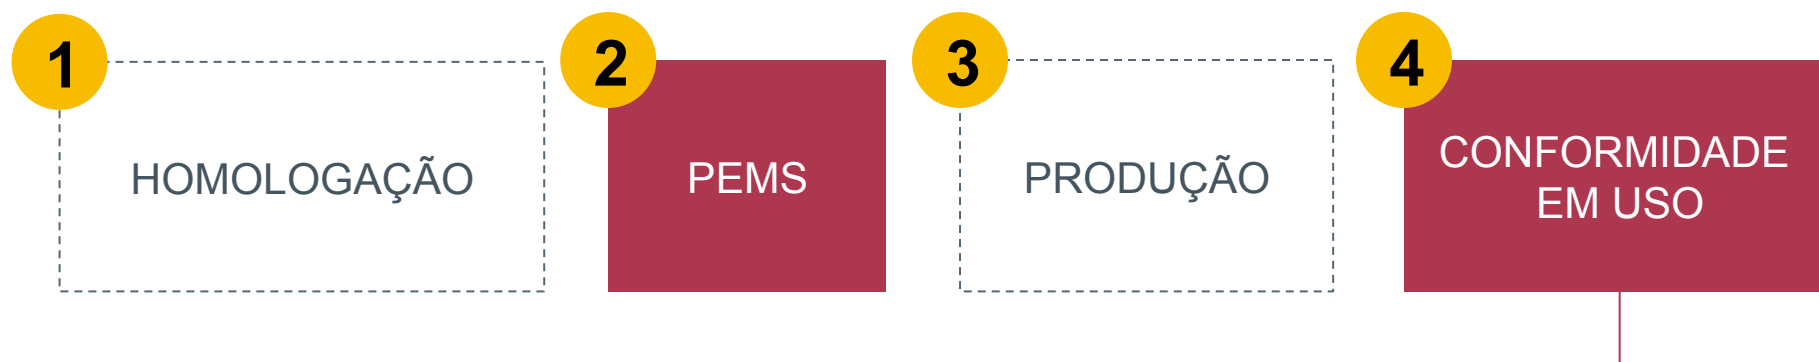 1
HOMOLOGAÇÃO
2
PEMS
3
PRODUÇÃO
4
CONFORMIDADE
EM USO